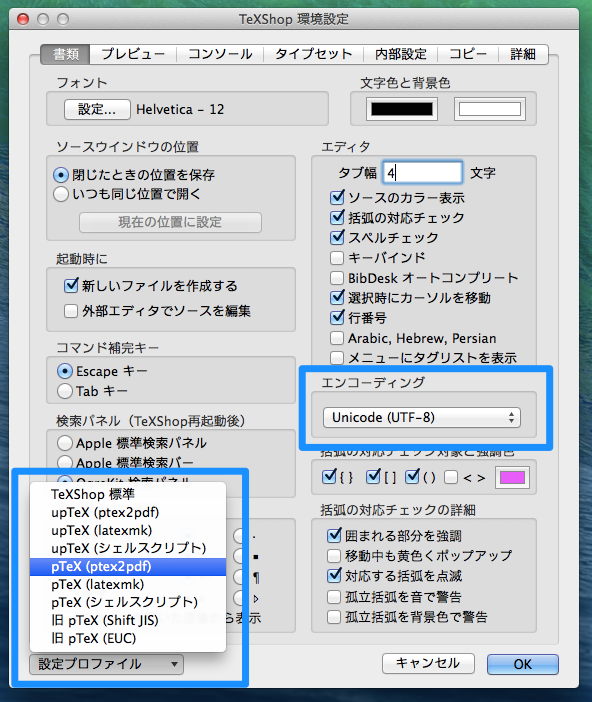 TeXShop 環境設定
書類 プレビュー コンソール タイプセット 内部設定 コピー 詳細
フォント
設定... Helvetica - 12
文字色と背景色
ソースウインドウの位置
閉じたときの位置を保存
いつも同じ位置で開く
現在の位置に設定
起動時に
新しいファイルを作成する
外部エディタでソースを編集
コマンド補完キー
Escape キー
Tab キー
検索パネル（TeXShop再起動後）
Apple 標準検索パネル
Apple 標準検索バー
OgreKit 検索パネル
TeXShop 標準
upTeX (ptex2pdf)
upTeX (latexmk)
upTeX (シェルスクリプト)
pTeX (ptex2pdf)
pTeX (latexmk)
pTeX (シェルスクリプト)
旧 pTeX (Shift JIS)
旧 pTeX (EUC)
ら表示
設定プロファイル
エディタ
タブ幅 4 文字
ソースのカラー表示
括弧の対応チェック
スペルチェック
キーバインド
BibDesk オートコンプリート
選択時にカーソルを移動
行番号
Arabic, Hebrew, Persian
メニューにタグリストを表示
エンコーディング
Unicode (UTF-8)
括弧の対応チェック対象と強調色
{ } [ ] ( ) < >
括弧の対応チェックの詳細
囲まれる部分を強調
移動中も黄色くポップアップ
対応する括弧を点滅
孤立括弧を音で警告
孤立括弧を背景色で警告
キャンセル OK